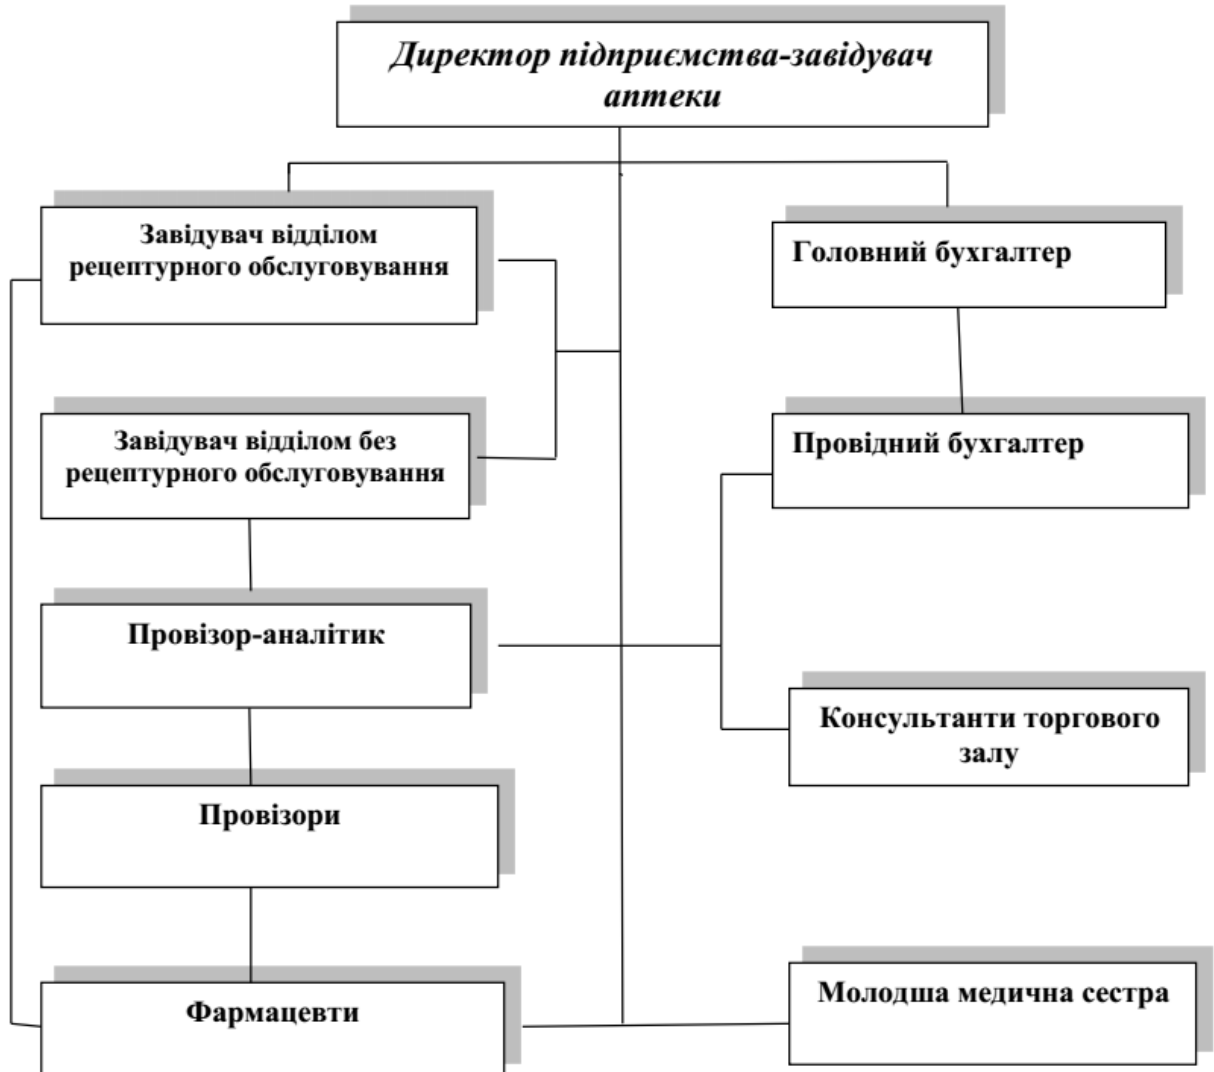 Директор підприємства-завідувач
аптеки
Завідувач відділом
рецептурного обслуговування
Головний бухгалтер
Завідувач відділом без
рецептурного обслуговування
Провідний бухгалтер
Провізор-аналітик
Консультанти торгового
залу
Провізори
Фармацевти
Молодша медична сестра